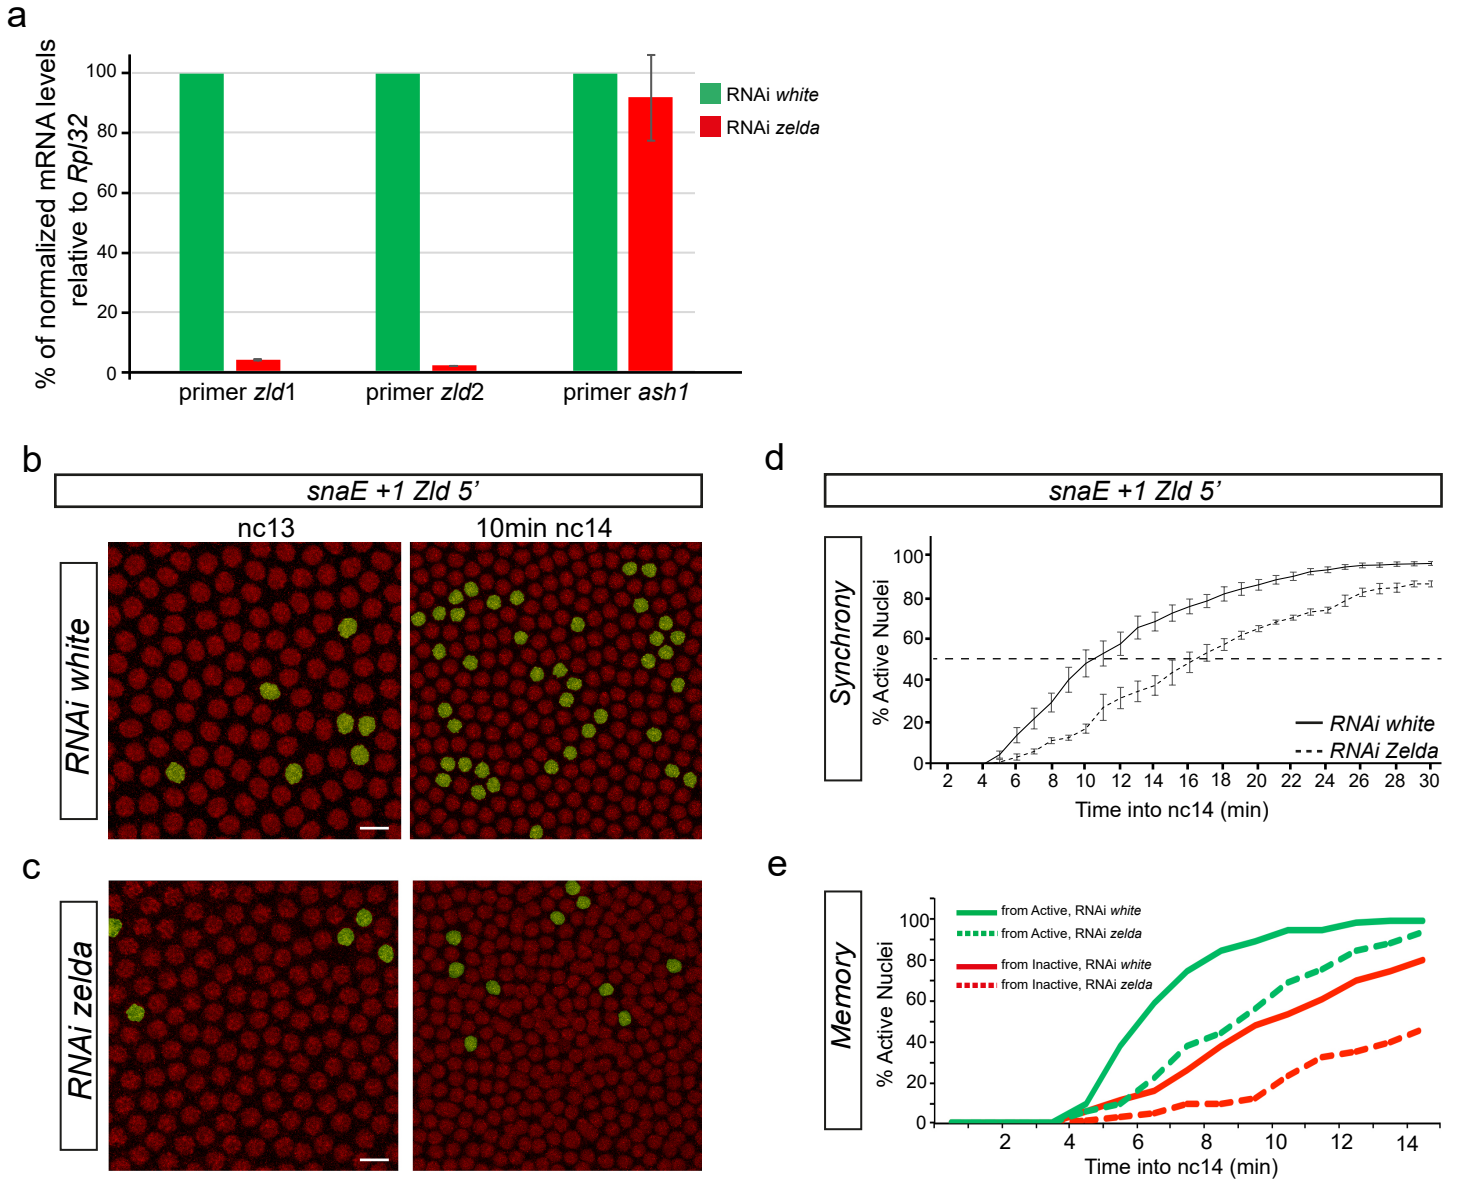 a
% of normalized mRNA levels
relative to Rpl32
100
80
60
40
20
0
primer zld1
primer zld2
primer ash1
RNAi white
RNAi zelda
b
snaE +1 Zld 5’
nc13
10min nc14
RNAi white
c
RNAi zelda
d
snaE +1 Zld 5’
Synchrony
% Active Nuclei
100
80
60
40
20
0
2 4 6 8 10 12 14 16 18 20 22 24 26 28 30
Time into nc14 (min)
RNAi white
RNAi Zelda
e
Memory
% Active Nuclei
100
80
60
40
20
0
2 4 6 8 10 12 14
Time into nc14 (min)
from Active, RNAi white
from Active, RNAi zelda
from Inactive, RNAi white
from Inactive, RNAi zelda